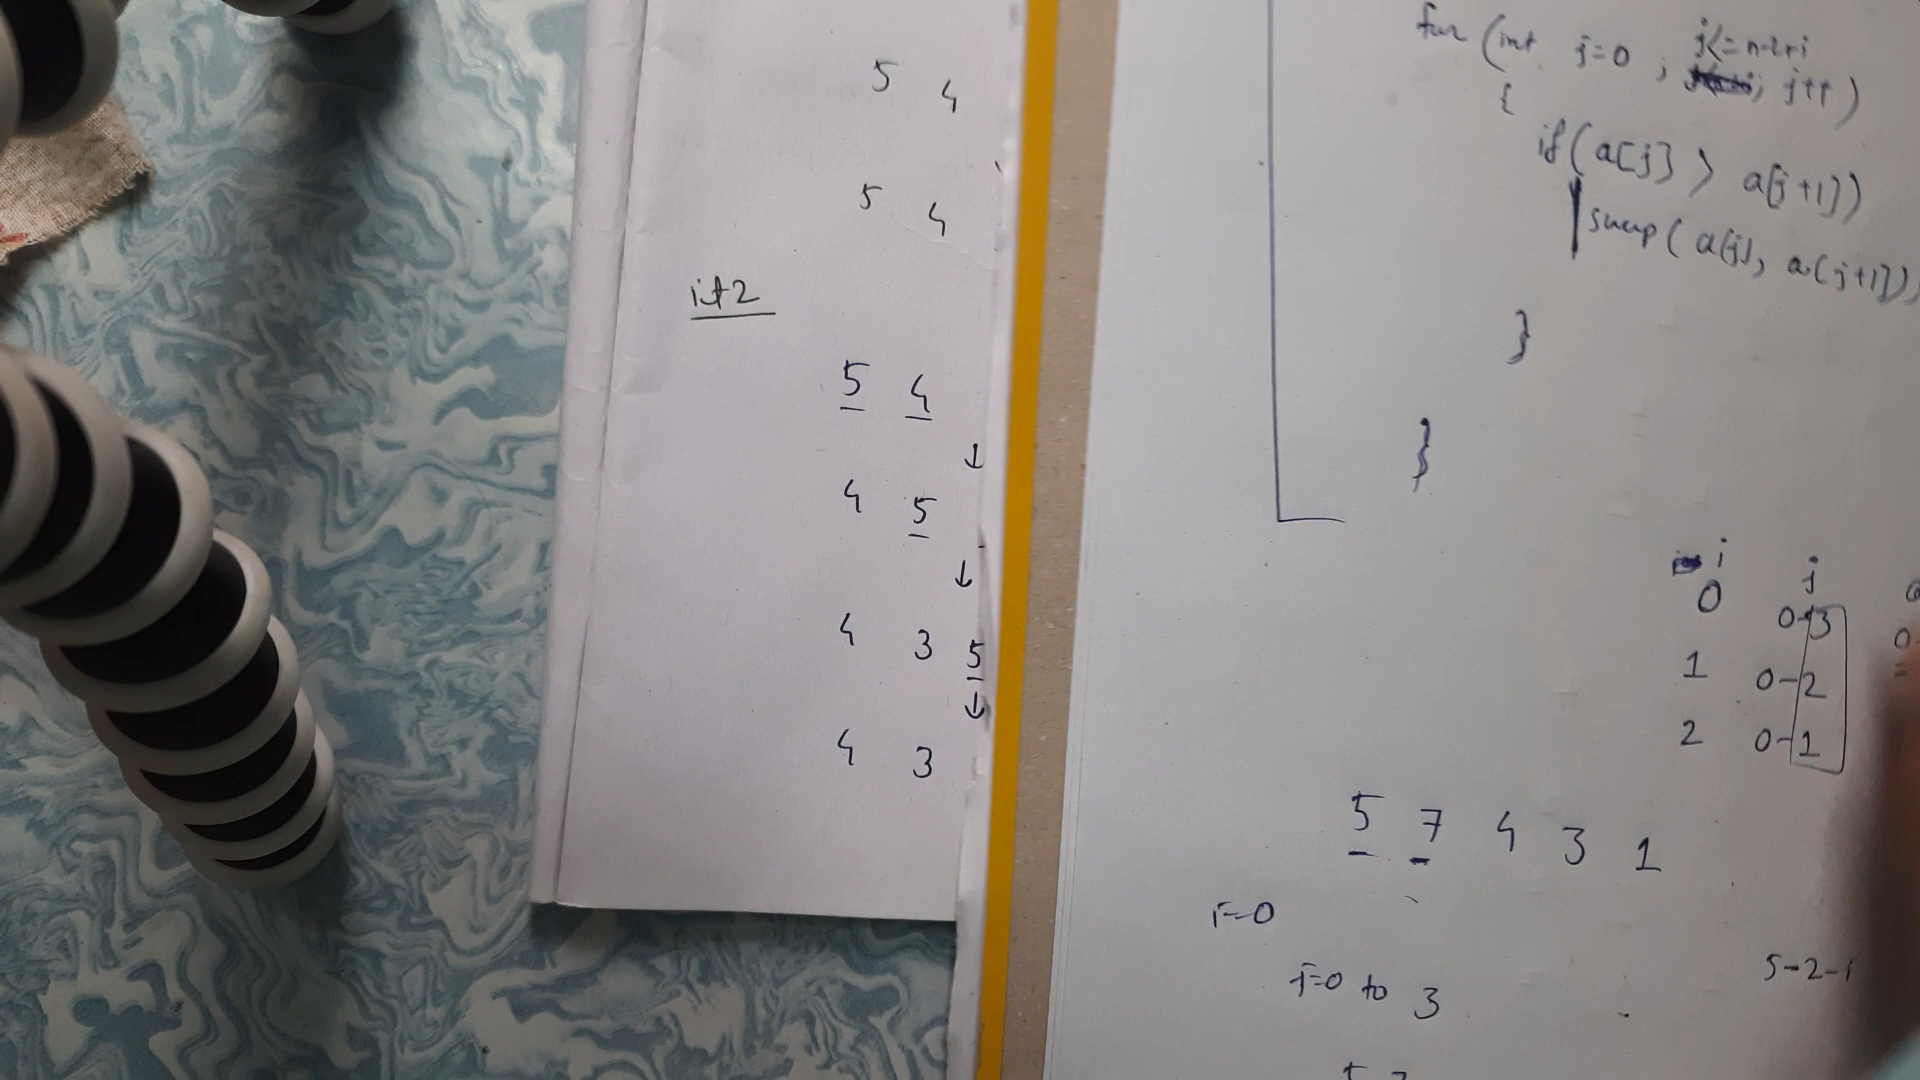 5 4
5 4
it2
5 4
↓
4 5
↓
4 3 5
↓
4 3
for (int j=0 ; j<=n-2+i ; j++)
{
if (a[j] > a[j+1])
swap( a[j], a[j+1]);
}
}
i j
0 0-3
1 0-2
2 0-1
5 7 4 3 1
i=0
j=0 to 3
5-2-i